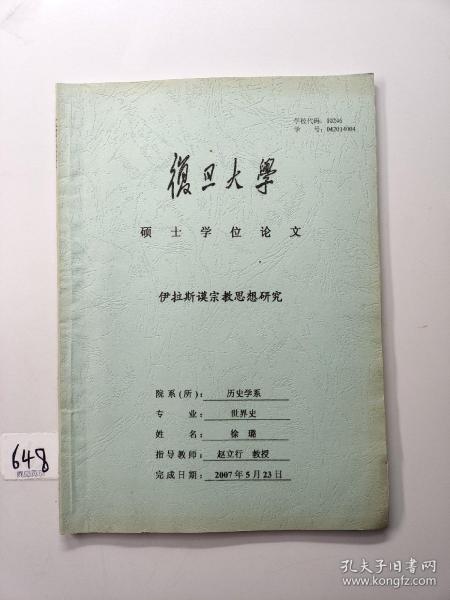 学校代码：10246
学　号：042014004
復旦大學
硕士学位论文
伊拉斯谟宗教思想研究
院系（所）：历史学系
专　业：世界史
姓　名：徐璐
指导教师：赵立行 教授
完成日期：2007年5月23日
648
孔夫子旧书网
www.kongfz.com